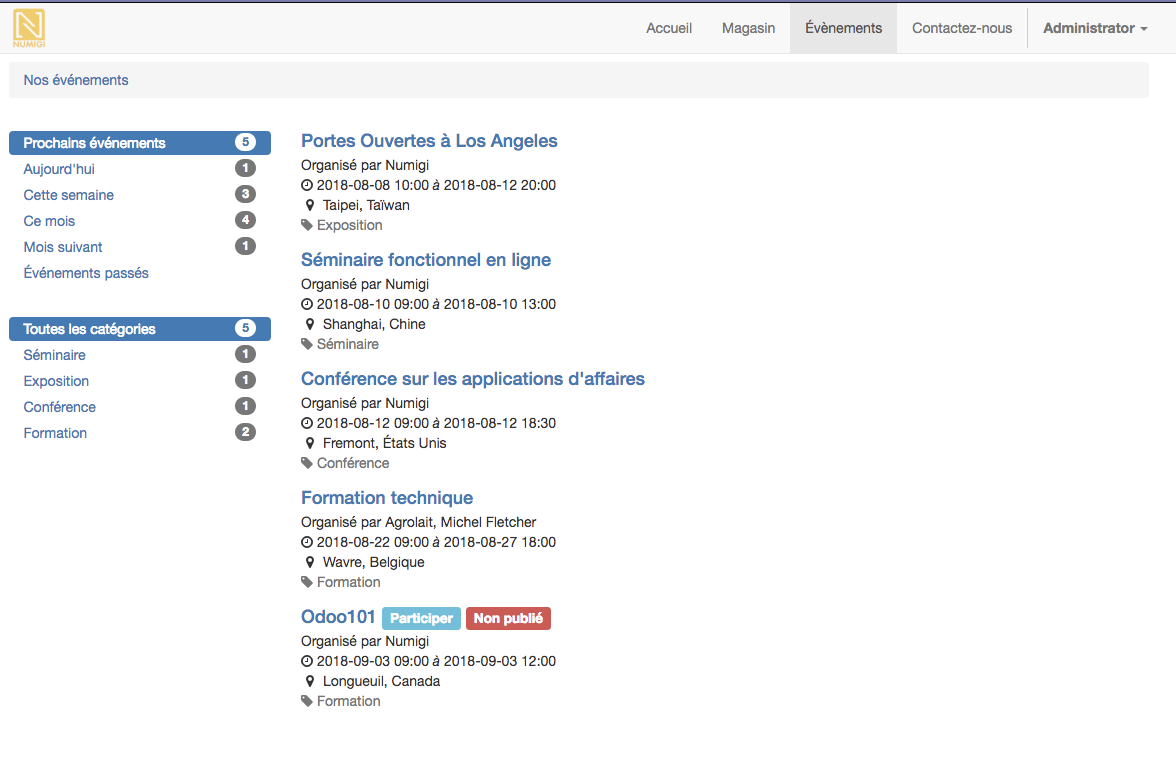 NUMIGI
Accueil
Magasin
Évènements
Contactez-nous
Administrator
Nos événements
Prochains événements 5
Aujourd'hui 1
Cette semaine 3
Ce mois 4
Mois suivant 1
Événements passés
Toutes les catégories 5
Séminaire 1
Exposition 1
Conférence 1
Formation 2
Portes Ouvertes à Los Angeles
Organisé par Numigi
2018-08-08 10:00 à 2018-08-12 20:00
Taipei, Taïwan
Exposition
Séminaire fonctionnel en ligne
Organisé par Numigi
2018-08-10 09:00 à 2018-08-10 13:00
Shanghai, Chine
Séminaire
Conférence sur les applications d'affaires
Organisé par Numigi
2018-08-12 09:00 à 2018-08-12 18:30
Fremont, États Unis
Conférence
Formation technique
Organisé par Agrolait, Michel Fletcher
2018-08-22 09:00 à 2018-08-27 18:00
Wavre, Belgique
Formation
Odoo101 Participer Non publié
Organisé par Numigi
2018-09-03 09:00 à 2018-09-03 12:00
Longueuil, Canada
Formation